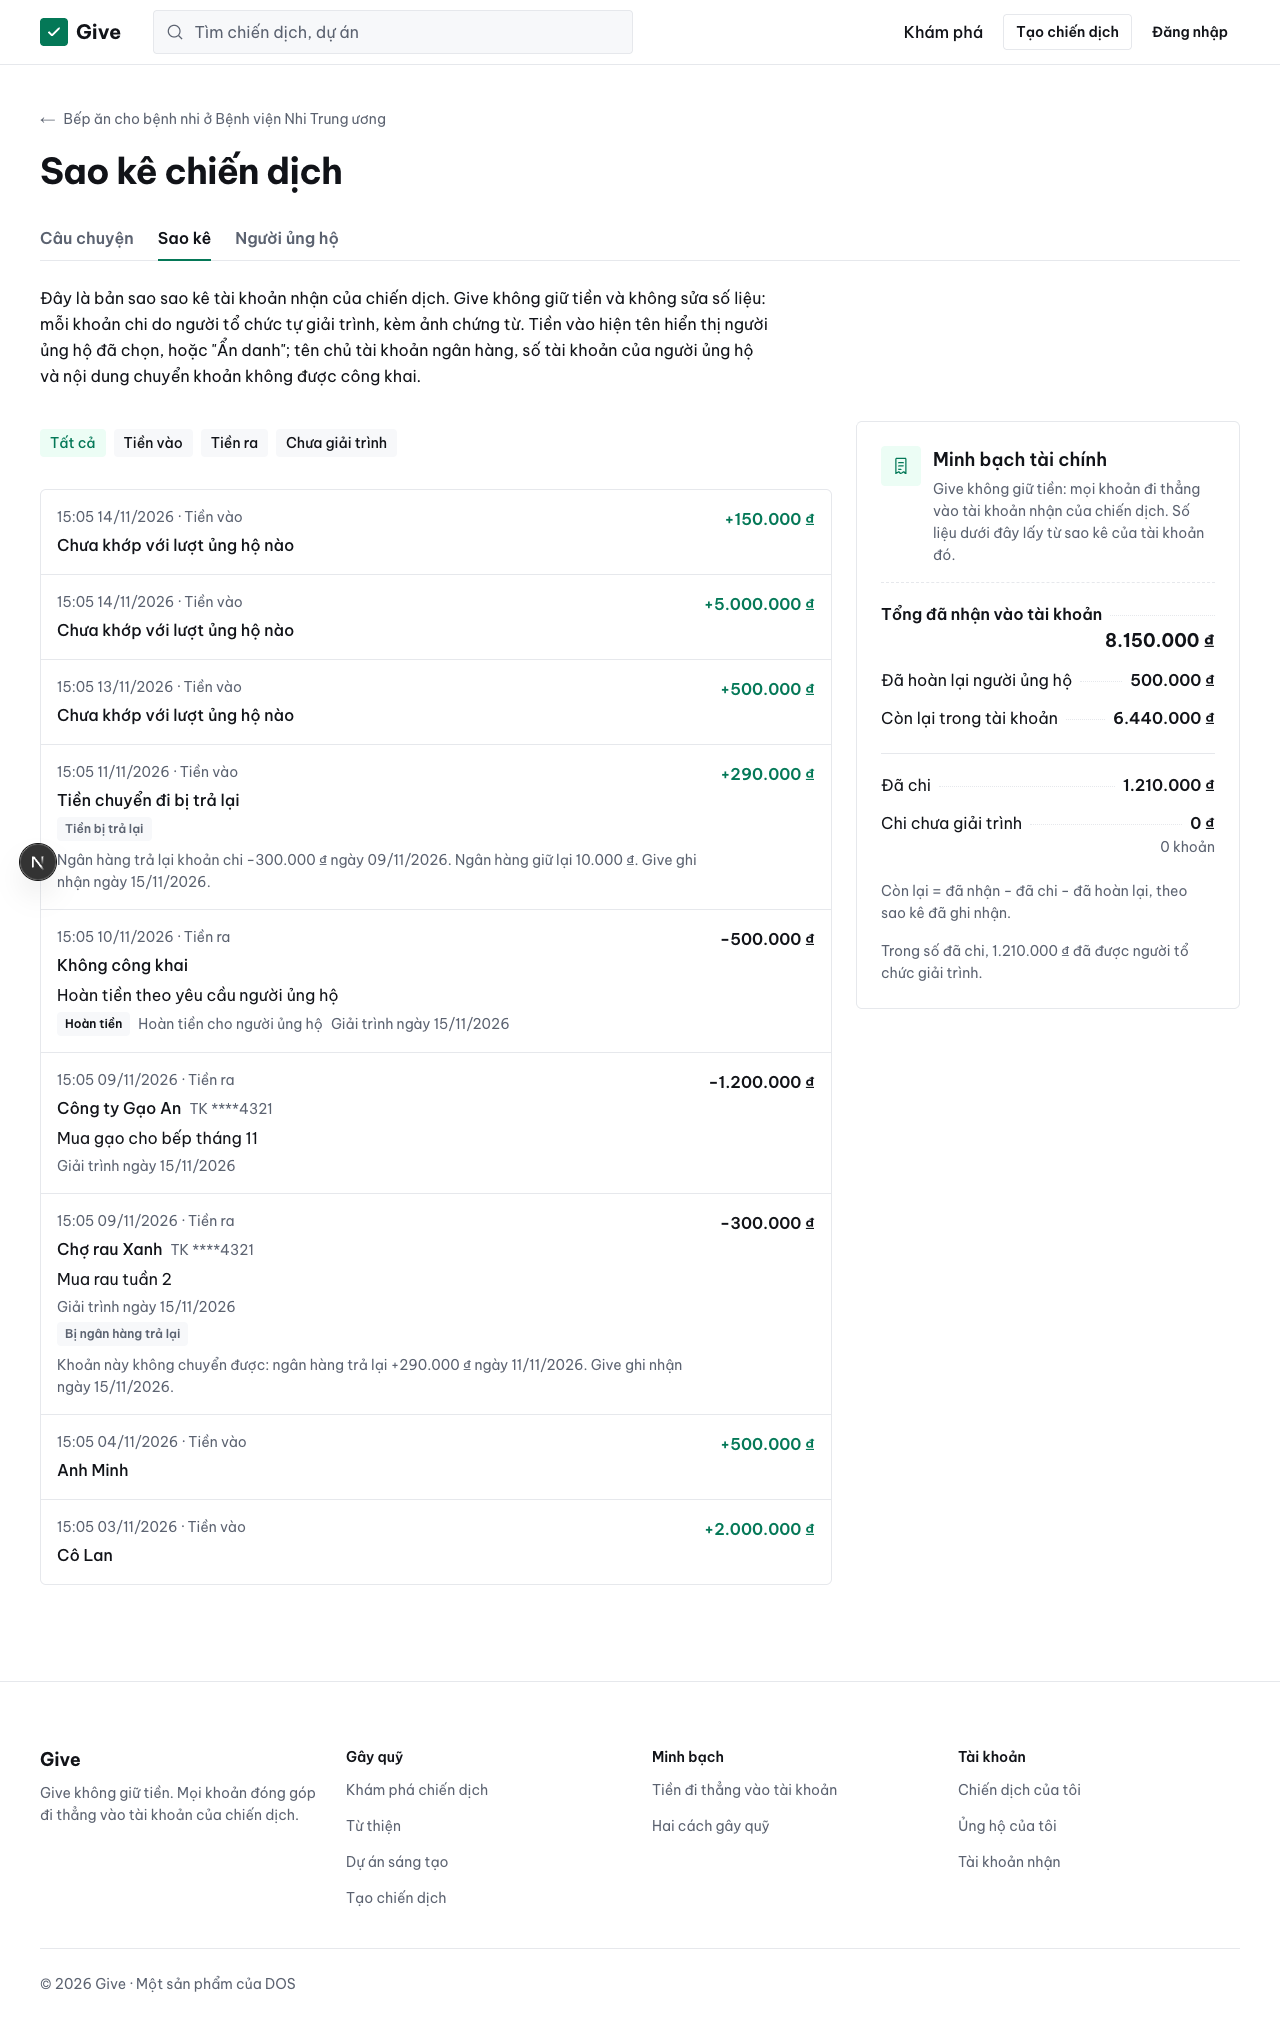 Give
Tìm chiến dịch, dự án
Khám phá
Tạo chiến dịch
Đăng nhập
← Bếp ăn cho bệnh nhi ở Bệnh viện Nhi Trung ương
Sao kê chiến dịch
Câu chuyện
Sao kê
Người ủng hộ
Đây là bản sao sao kê tài khoản nhận của chiến dịch. Give không giữ tiền và không sửa số liệu:
mỗi khoản chi do người tổ chức tự giải trình, kèm ảnh chứng từ. Tiền vào hiện tên hiển thị người
ủng hộ đã chọn, hoặc "Ẩn danh"; tên chủ tài khoản ngân hàng, số tài khoản của người ủng hộ
và nội dung chuyển khoản không được công khai.
Tất cả
Tiền vào
Tiền ra
Chưa giải trình
15:05 14/11/2026 · Tiền vào
+150.000 ₫
Chưa khớp với lượt ủng hộ nào
15:05 14/11/2026 · Tiền vào
+5.000.000 ₫
Chưa khớp với lượt ủng hộ nào
15:05 13/11/2026 · Tiền vào
+500.000 ₫
Chưa khớp với lượt ủng hộ nào
15:05 11/11/2026 · Tiền vào
+290.000 ₫
Tiền chuyển đi bị trả lại
Tiền bị trả lại
Ngân hàng trả lại khoản chi −300.000 ₫ ngày 09/11/2026. Ngân hàng giữ lại 10.000 ₫. Give ghi
nhận ngày 15/11/2026.
15:05 10/11/2026 · Tiền ra
−500.000 ₫
Không công khai
Hoàn tiền theo yêu cầu người ủng hộ
Hoàn tiền Hoàn tiền cho người ủng hộ Giải trình ngày 15/11/2026
15:05 09/11/2026 · Tiền ra
−1.200.000 ₫
Công ty Gạo An TK ****4321
Mua gạo cho bếp tháng 11
Giải trình ngày 15/11/2026
15:05 09/11/2026 · Tiền ra
−300.000 ₫
Chợ rau Xanh TK ****4321
Mua rau tuần 2
Giải trình ngày 15/11/2026
Bị ngân hàng trả lại
Khoản này không chuyển được: ngân hàng trả lại +290.000 ₫ ngày 11/11/2026. Give ghi nhận
ngày 15/11/2026.
15:05 04/11/2026 · Tiền vào
+500.000 ₫
Anh Minh
15:05 03/11/2026 · Tiền vào
+2.000.000 ₫
Cô Lan
Minh bạch tài chính
Give không giữ tiền: mọi khoản đi thẳng
vào tài khoản nhận của chiến dịch. Số
liệu dưới đây lấy từ sao kê của tài khoản
đó.
Tổng đã nhận vào tài khoản
8.150.000 ₫
Đã hoàn lại người ủng hộ 500.000 ₫
Còn lại trong tài khoản 6.440.000 ₫
Đã chi 1.210.000 ₫
Chi chưa giải trình 0 ₫
0 khoản
Còn lại = đã nhận − đã chi − đã hoàn lại, theo
sao kê đã ghi nhận.
Trong số đã chi, 1.210.000 ₫ đã được người tổ
chức giải trình.
N
Give
Give không giữ tiền. Mọi khoản đóng góp
đi thẳng vào tài khoản của chiến dịch.
Gây quỹ
Khám phá chiến dịch
Từ thiện
Dự án sáng tạo
Tạo chiến dịch
Minh bạch
Tiền đi thẳng vào tài khoản
Hai cách gây quỹ
Tài khoản
Chiến dịch của tôi
Ủng hộ của tôi
Tài khoản nhận
© 2026 Give · Một sản phẩm của DOS